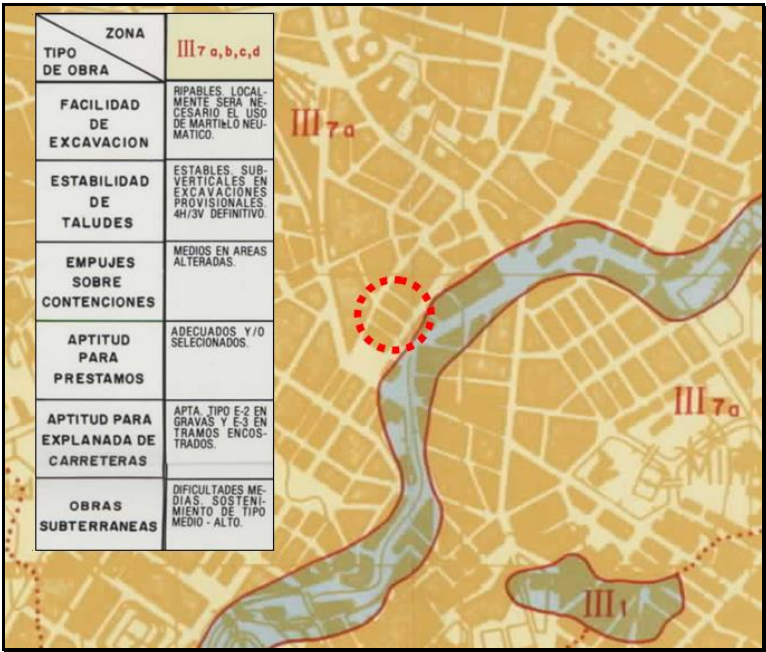 ZONA
TIPO
DE OBRA
III7 a,b,c,d
FACILIDAD
DE
EXCAVACION
RIPABLES. LOCAL-
MENTE SERA NE-
CESARIO EL USO
DE MARTILLO NEU-
MATICO.
ESTABILIDAD
DE
TALUDES
ESTABLES. SUB-
VERTICALES EN
EXCAVACIONES
PROVISIONALES.
4H/3V DEFINITIVO.
EMPUJES
SOBRE
CONTENCIONES
MEDIOS EN AREAS
ALTERADAS.
APTITUD
PARA
PRESTAMOS
ADECUADOS Y/O
SELECCIONADOS.
APTITUD PARA
EXPLANADA DE
CARRETERAS
APTA. TIPO E-2 EN
GRAVAS Y E-3 EN
TRAMOS ENCOS-
TRADOS.
OBRAS
SUBTERRANEAS
DIFICULTADES ME-
DIAS. SOSTENI-
MIENTO DE TIPO
MEDIO - ALTO.
III7a
III7a
III1